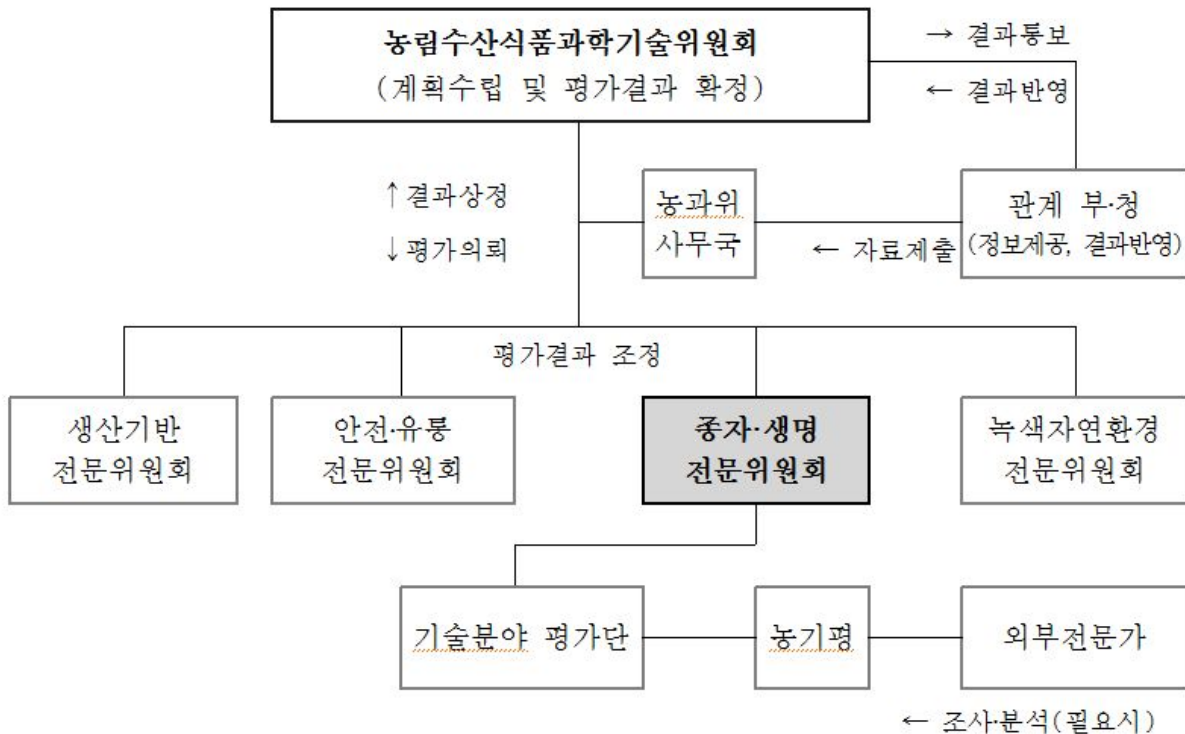 농림수산식품과학기술위원회
(계획수립 및 평가결과 확정)
→ 결과통보
← 결과반영
↑결과상정
↓평가의뢰
농과위
사무국
← 자료제출
관계 부·청
(정보제공, 결과반영)
평가결과 조정
생산기반
전문위원회
안전·유통
전문위원회
종자·생명
전문위원회
녹색자연환경
전문위원회
기술분야 평가단
농기평
외부전문가
← 조사·분석(필요시)